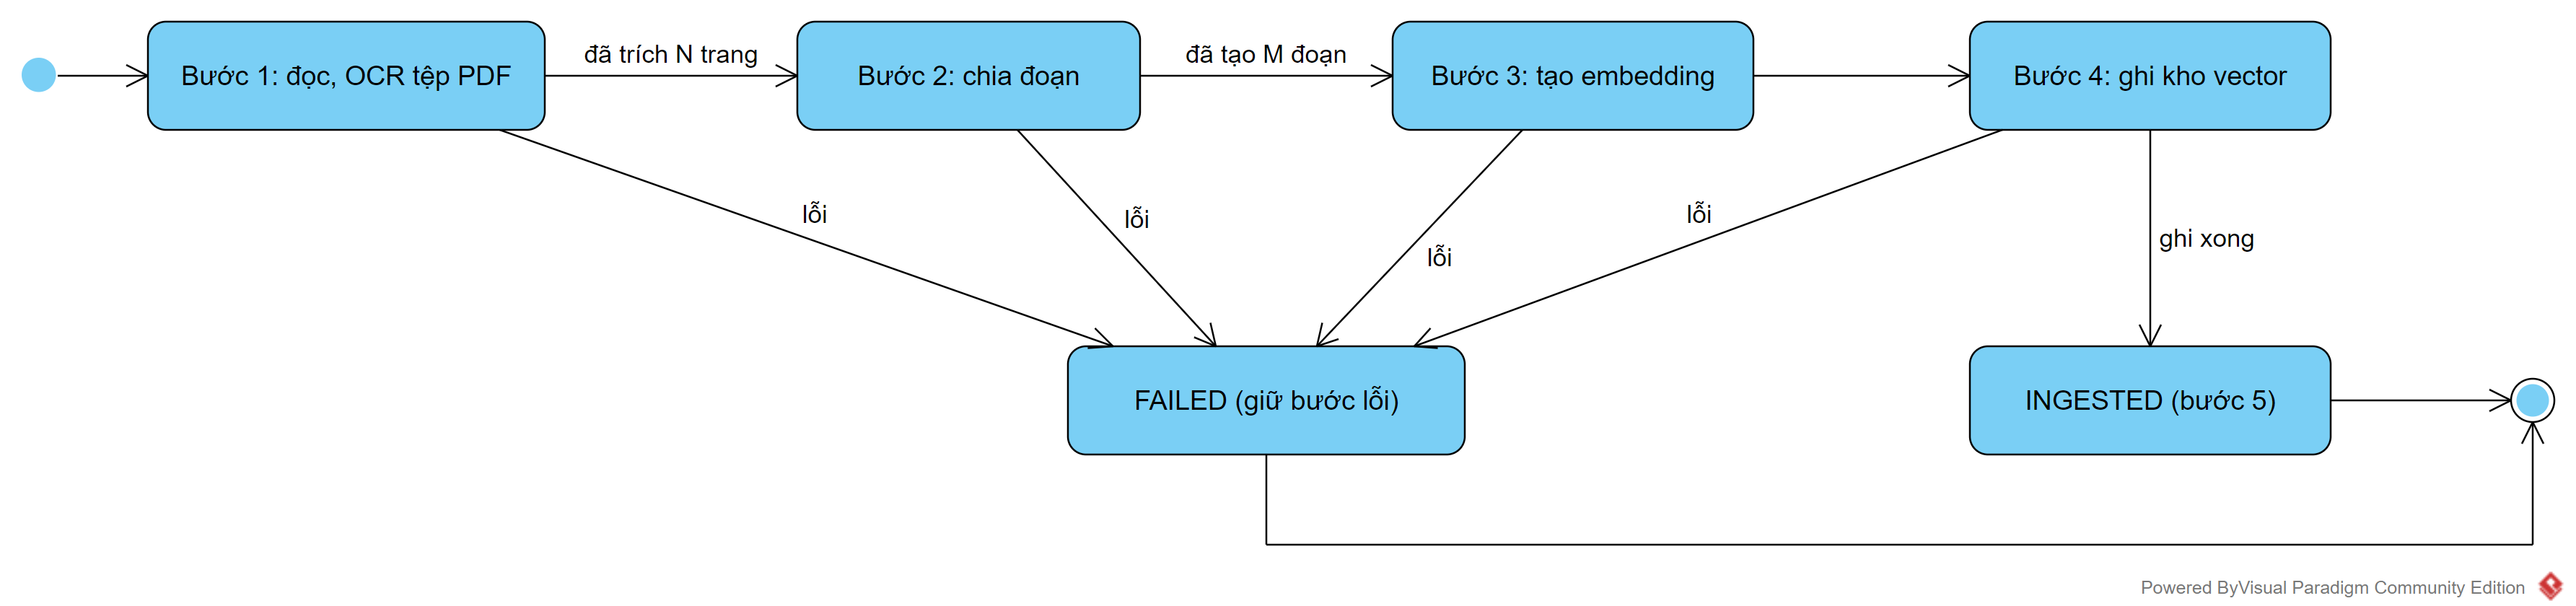 Bước 1: đọc, OCR tệp PDF
đã trích N trang
Bước 2: chia đoạn
đã tạo M đoạn
Bước 3: tạo embedding
Bước 4: ghi kho vector
lỗi
lỗi
lỗi
lỗi
ghi xong
FAILED (giữ bước lỗi)
INGESTED (bước 5)
Powered ByVisual Paradigm Community Edition